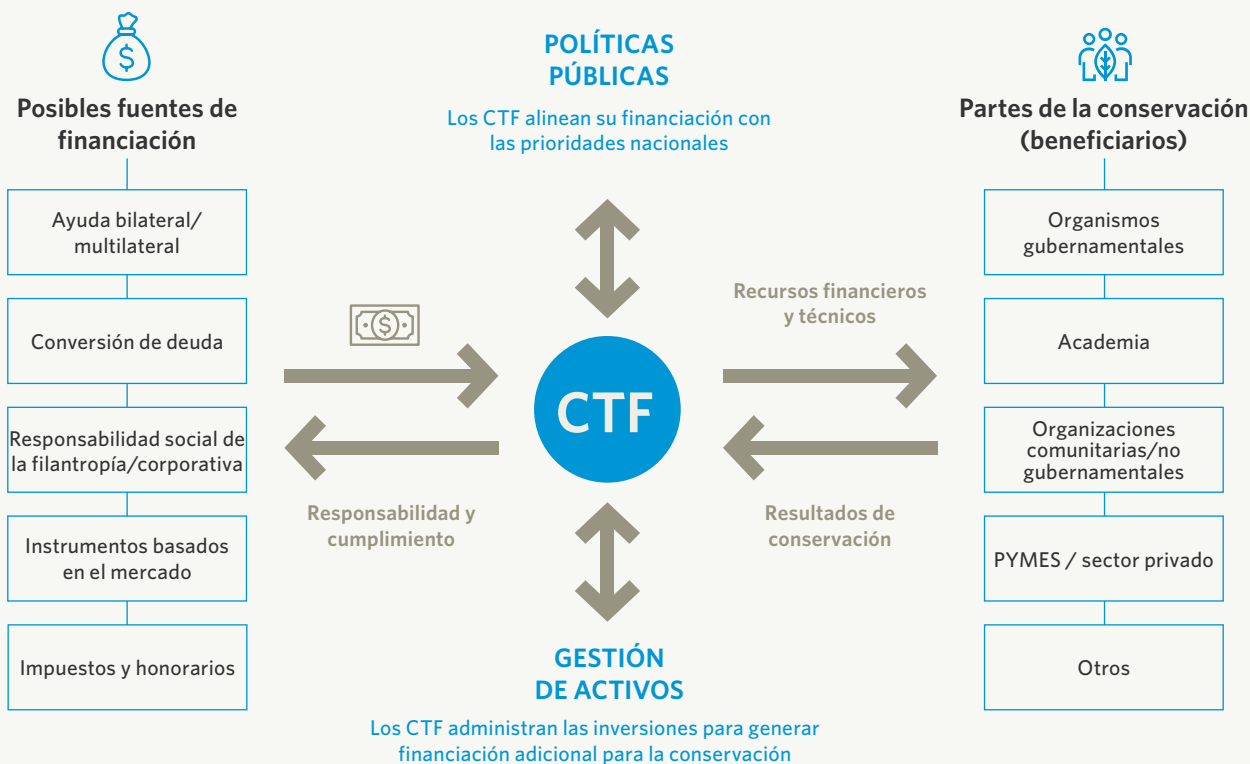 Posibles fuentes de
financiación
Ayuda bilateral/
multilateral
Conversión de deuda
Responsabilidad social de
la filantropía/corporativa
Instrumentos basados
en el mercado
Impuestos y honorarios
POLÍTICAS
PÚBLICAS
Los CTF alinean su financiación con
las prioridades nacionales
$
$
Responsabilidad y
cumplimiento
CTF
Recursos financieros
y técnicos
Resultados de
conservación
GESTIÓN
DE ACTIVOS
Los CTF administran las inversiones para generar
financiación adicional para la conservación
Partes de la conservación
(beneficiarios)
Organismos
gubernamentales
Academia
Organizaciones
comunitarias/no
gubernamentales
PYMES / sector privado
Otros